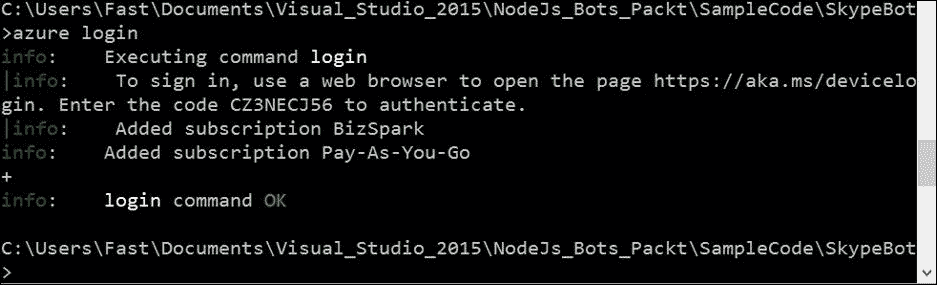 C:\Users\Fast\Documents\Visual_Studio_2015\NodeJs_Bots_Packt\SampleCode\SkypeBot
>azure login
info:    Executing command login
|info:    To sign in, use a web browser to open the page https://aka.ms/devicelo
gin. Enter the code CZ3NECJ56 to authenticate.
|info:    Added subscription BizSpark
info:    Added subscription Pay-As-You-Go
+
info:    login command OK
C:\Users\Fast\Documents\Visual_Studio_2015\NodeJs_Bots_Packt\SampleCode\SkypeBot
>